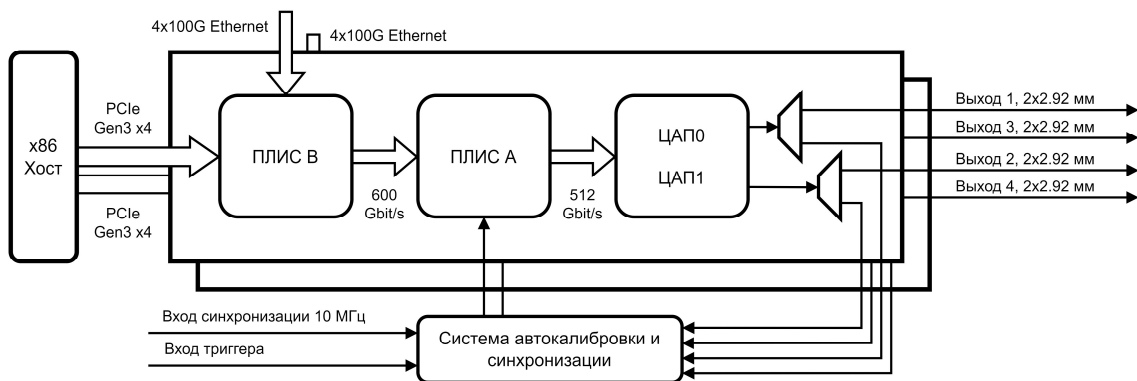 4x100G Ethernet
4x100G Ethernet
x86
Хост
PCIe
Gen3 x4
PCIe
Gen3 x4
ПЛИС B
600
Gbit/s
ПЛИС A
512
Gbit/s
ЦАП0
ЦАП1
Выход 1, 2x2.92 мм
Выход 3, 2x2.92 мм
Выход 2, 2x2.92 мм
Выход 4, 2x2.92 мм
Вход синхронизации 10 МГц
Вход триггера
Система автокалибровки и
синхронизации